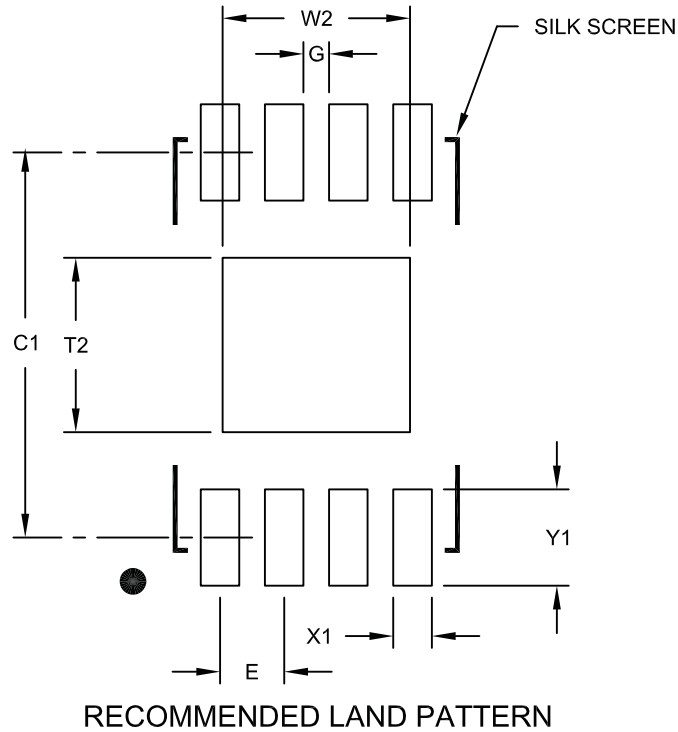 W2
SILK SCREEN
G
C1
T2
Y1
X1
E
RECOMMENDED LAND PATTERN